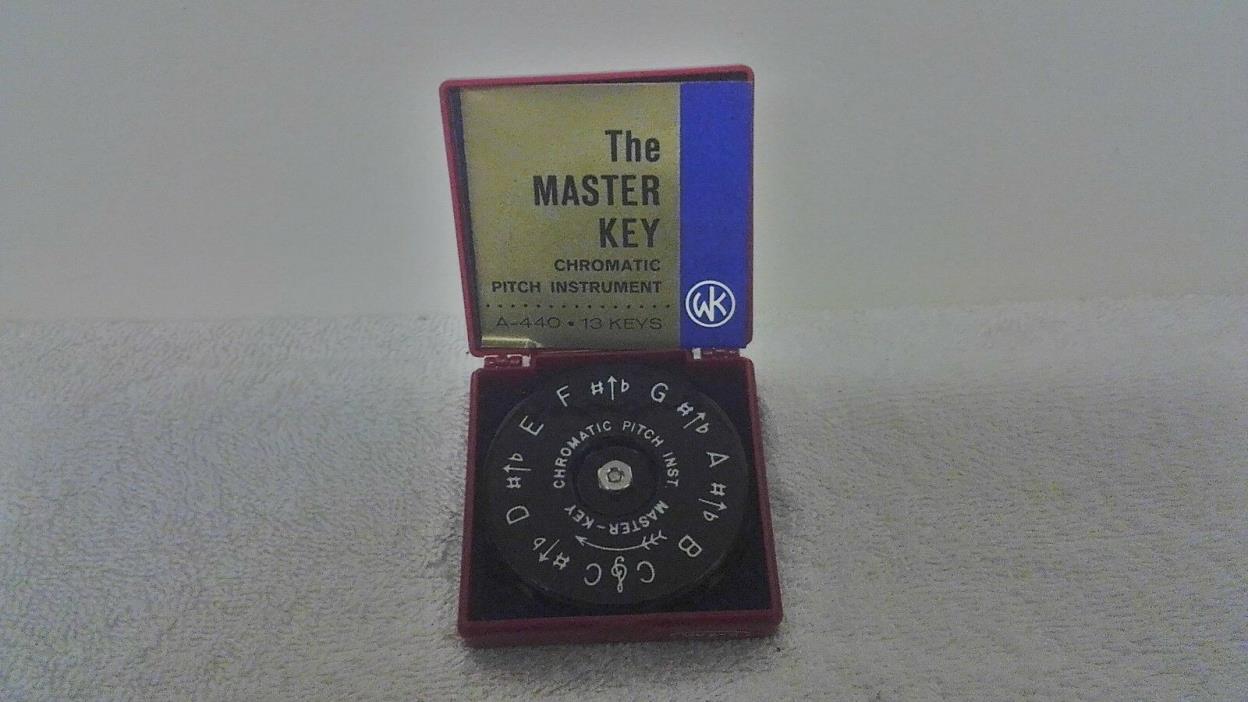 The
MASTER
KEY
CHROMATIC
PITCH INSTRUMENT
A-440 • 13 KEYS
WK
F ♯↑♭ G ♯↑♭ A ♯↑♭ B C 𝄞 C ♯↑♭ D ♯↑♭ E
CHROMATIC PITCH INST. MASTER-KEY